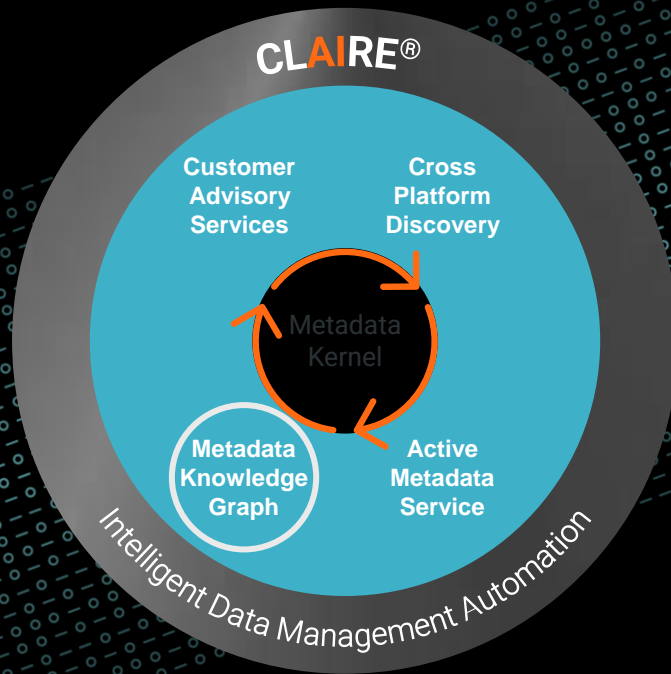 CLAIRE®
Customer
Advisory
Services
Cross
Platform
Discovery
Metadata
Kernel
Metadata
Knowledge
Graph
Active
Metadata
Service
Intelligent Data Management Automation